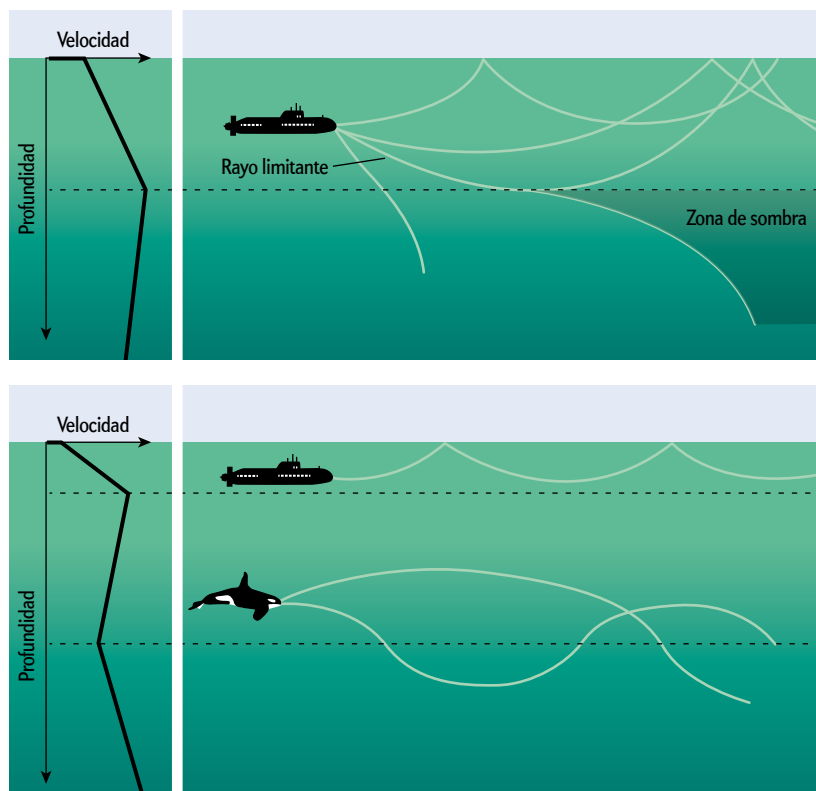 Velocidad
Profundidad
Rayo limitante
Zona de sombra
Velocidad
Profundidad